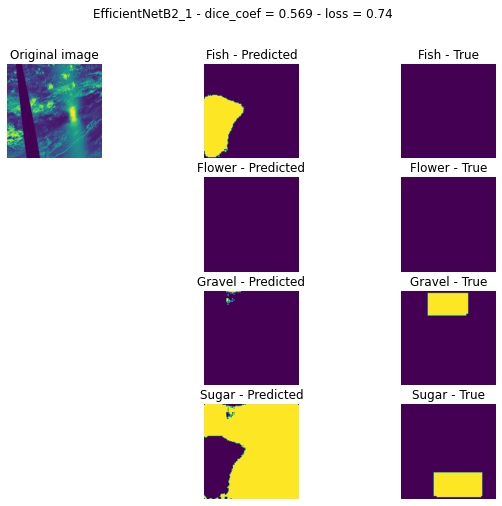 EfficientNetB2_1 - dice_coef = 0.569 - loss = 0.74
Original image
Fish - Predicted
Fish - True
Flower - Predicted
Flower - True
Gravel - Predicted
Gravel - True
Sugar - Predicted
Sugar - True